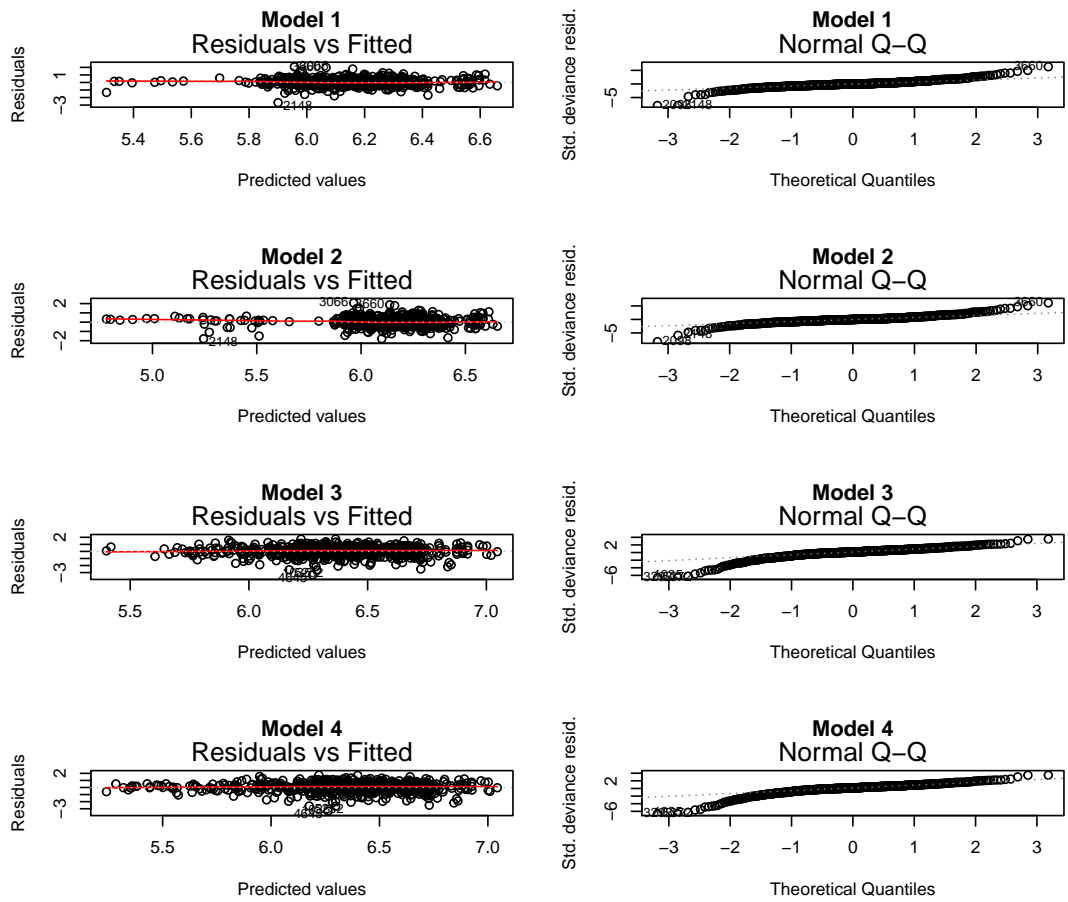 Model 1
Residuals vs Fitted
Residuals
1
−3
3660
2148
5.4 5.6 5.8 6.0 6.2 6.4 6.6
Predicted values
Model 1
Normal Q−Q
Std. deviance resid.
−5
3660
2098
2148
−3 −2 −1 0 1 2 3
Theoretical Quantiles
Model 2
Residuals vs Fitted
Residuals
2
−2
3066
3660
2148
5.0 5.5 6.0 6.5
Predicted values
Model 2
Normal Q−Q
Std. deviance resid.
−5
3660
2148
2098
−3 −2 −1 0 1 2 3
Theoretical Quantiles
Model 3
Residuals vs Fitted
Residuals
2
−3
5.5 6.0 6.5 7.0
Predicted values
Model 3
Normal Q−Q
Std. deviance resid.
2
−6
−3 −2 −1 0 1 2 3
Theoretical Quantiles
Model 4
Residuals vs Fitted
Residuals
2
−3
5.5 6.0 6.5 7.0
Predicted values
Model 4
Normal Q−Q
Std. deviance resid.
2
−6
−3 −2 −1 0 1 2 3
Theoretical Quantiles